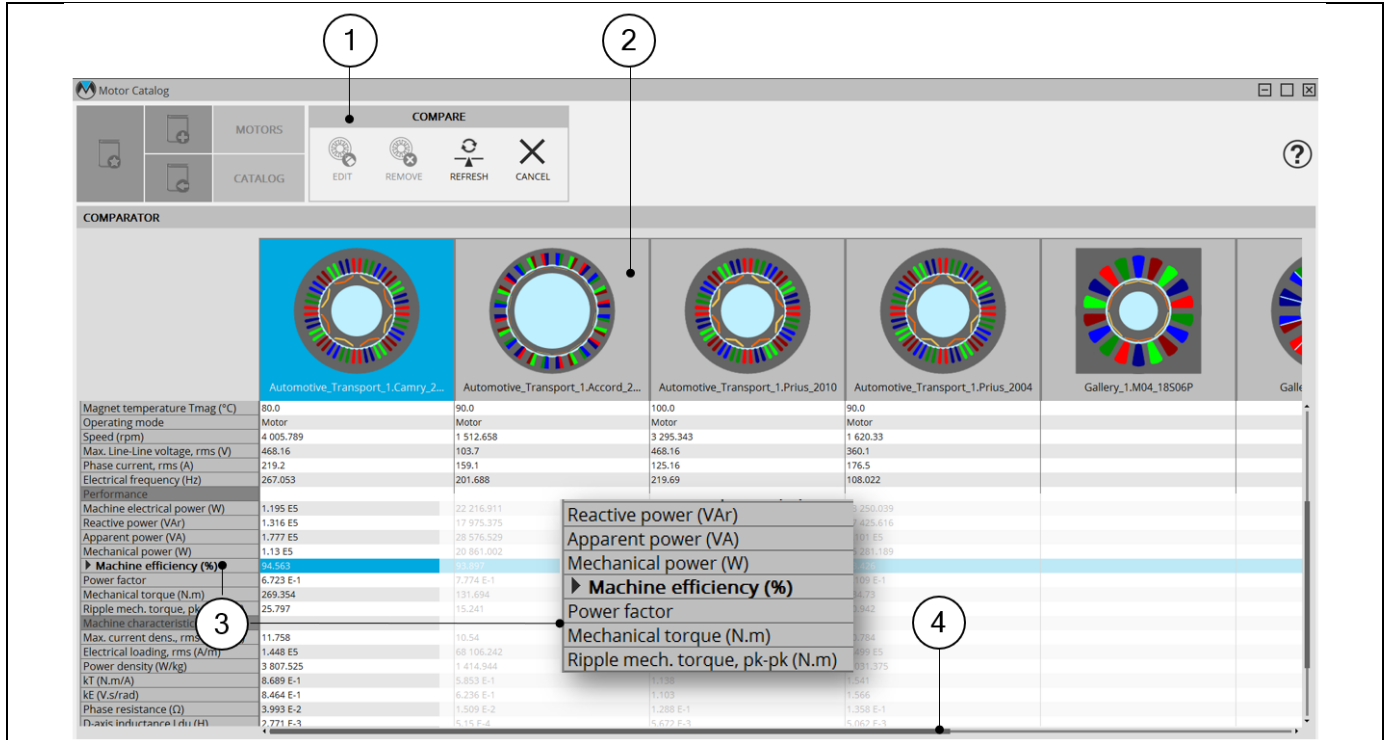 1 2
Motor Catalog
COMPARE
MOTORS
CATALOG
EDIT REMOVE REFRESH CANCEL
?
COMPARATOR
Automotive_Transport_1.Camry_2... Automotive_Transport_1.Accord_2... Automotive_Transport_1.Prius_2010 Automotive_Transport_1.Prius_2004 Gallery_1.M04_18S06P Galle
Magnet temperature Tmag (°C) 80.0 90.0 100.0 90.0
Operating mode Motor Motor Motor Motor
Speed (rpm) 4 005.789 1 512.658 3 295.343 1 620.33
Max. Line-Line voltage, rms (V) 468.16 103.7 468.16 360.1
Phase current, rms (A) 219.2 159.1 125.16 176.5
Electrical frequency (Hz) 267.053 201.688 219.69 108.022
Performance
Machine electrical power (W) 1.195 E5 22 216.911 250.039
Reactive power (VAr) 1.316 E5 17 975.375 425.616
Apparent power (VA) 1.777 E5 28 576.529
Mechanical power (W) 1.13 E5 20 861.002 281.189
Machine efficiency (%) 94.563 93.897
Power factor 6.723 E-1 7.774 E-1
Mechanical torque (N.m) 269.354 131.694
Ripple mech. torque, pk 25.797 15.241
Machine characteristic
Max. current dens., rms 11.758 10.54
Electrical loading, rms (A/m) 1.448 E5 68 106.242
Power density (W/kg) 3 807.525 1 414.944
kT (N.m/A) 8.689 E-1 5.853 E-1 1.138 1.541
kE (V.s/rad) 8.464 E-1 6.236 E-1 1.103 1.566
Phase resistance (Ω) 3.993 E-2 1.509 E-2 1.288 E-1 1.358 E-1
D-axis inductance Ldu (H) 2.771 E-3 5.15 E-4 5.622 E-3 5.062 E-3
Reactive power (VAr)
Apparent power (VA)
Mechanical power (W)
Machine efficiency (%)
Power factor
Mechanical torque (N.m)
Ripple mech. torque, pk-pk (N.m)
3 4